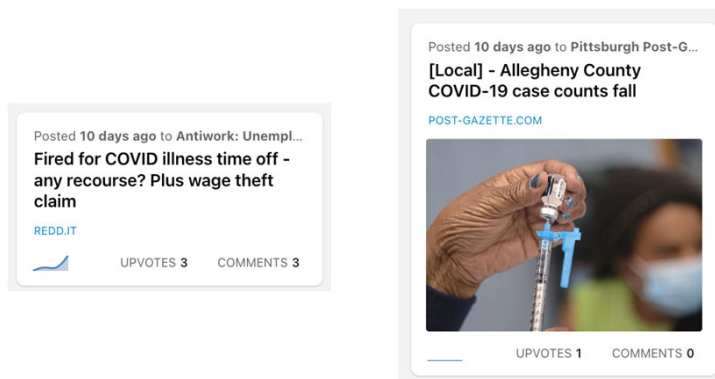 Posted 10 days ago to Antiwork: Unempl...
Fired for COVID illness time off -
any recourse? Plus wage theft
claim
REDD.IT
UPVOTES 3 COMMENTS 3
Posted 10 days ago to Pittsburgh Post-G...
[Local] - Allegheny County
COVID-19 case counts fall
POST-GAZETTE.COM
UPVOTES 1 COMMENTS 0